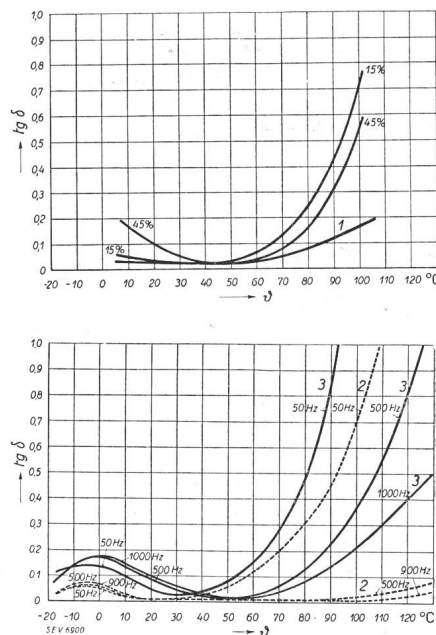 1,0
0,9
0,8
0,7
0,6
0,5
0,4
0,3
0,2
0,1
0
tg δ
15%
45%
45%
15%
1
-20 -10 0 10 20 30 40 50 60 70 80 90 100 110 120 °C
ϑ
1,0
0,9
0,8
0,7
0,6
0,5
0,4
0,3
0,2
0,1
0
tg δ
3 2 3
50 Hz 50 Hz 500 Hz
3
1000 Hz
50 Hz
1000 Hz
500 Hz
500 Hz
900 Hz
50 Hz
900 Hz
2
500 Hz
-20 -10 0 10 20 30 40 50 60 70 80 90 100 110 120 °C
SEV 6900
ϑ